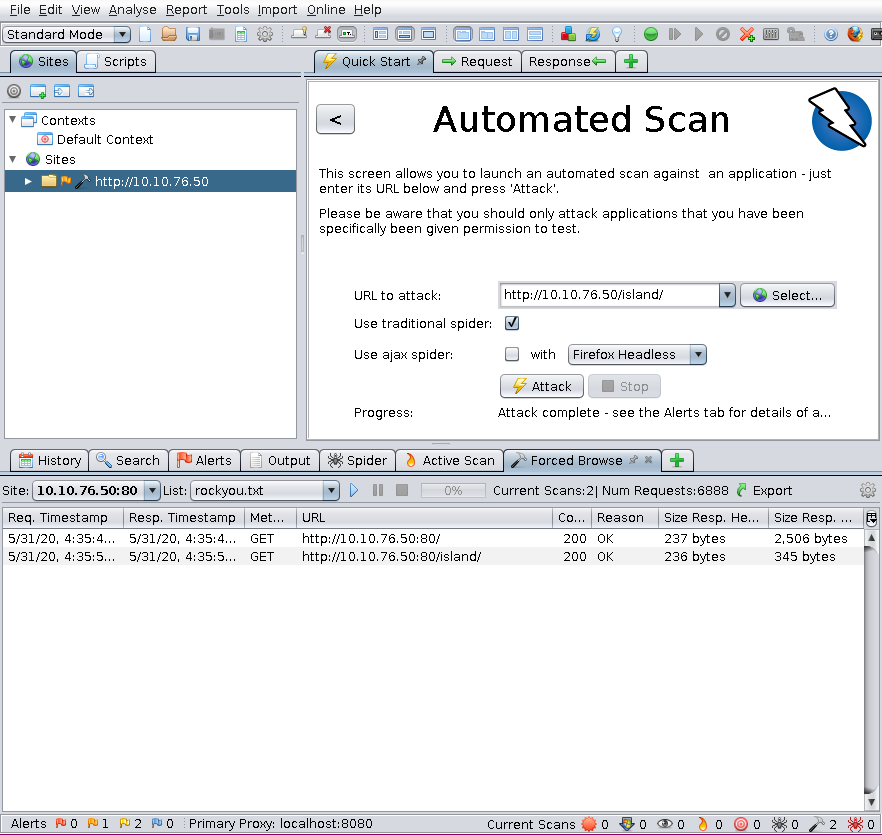 File Edit View Analyse Report Tools Import Online Help
Standard Mode
Sites Scripts
Quick Start Request Response
Contexts
Default Context
Sites
http://10.10.76.50
<
Automated Scan
This screen allows you to launch an automated scan against an application - just
enter its URL below and press 'Attack'.
Please be aware that you should only attack applications that you have been
specifically been given permission to test.
URL to attack: http://10.10.76.50/island/ Select...
Use traditional spider:
Use ajax spider: with Firefox Headless
Attack Stop
Progress: Attack complete - see the Alerts tab for details of a...
History Search Alerts Output Spider Active Scan Forced Browse
Site: 10.10.76.50:80 List: rockyou.txt 0% Current Scans:2| Num Requests:6888 Export
Req. Timestamp Resp. Timestamp Met... URL Co... Reason Size Resp. He... Size Resp. ...
5/31/20, 4:35:4... 5/31/20, 4:35:4... GET http://10.10.76.50:80/ 200 OK 237 bytes 2,506 bytes
5/31/20, 4:35:5... 5/31/20, 4:35:5... GET http://10.10.76.50:80/island/ 200 OK 236 bytes 345 bytes
Alerts 0 1 2 0 Primary Proxy: localhost:8080 Current Scans 0 0 0 0 0 0 2 0